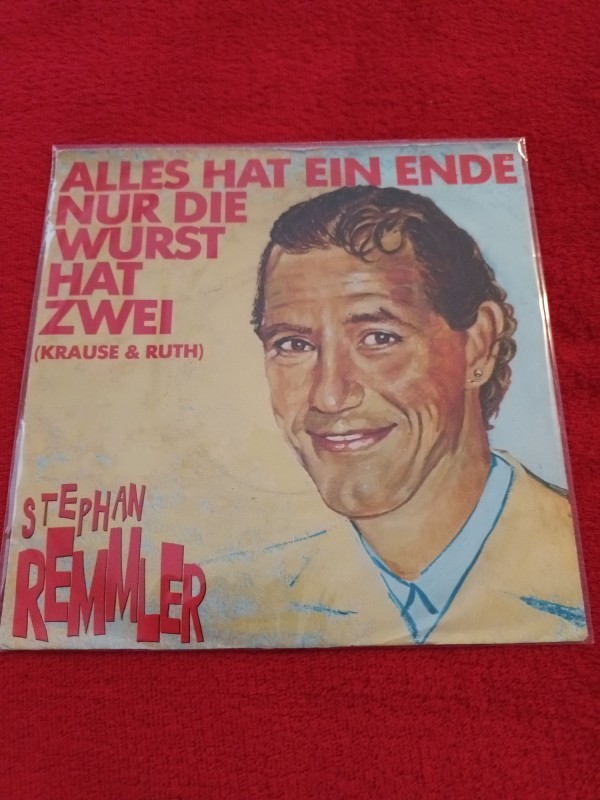 ALLES HAT EIN ENDE
NUR DIE
WURST
HAT
ZWEI
(KRAUSE & RUTH)
STEPHAN
REMMLER